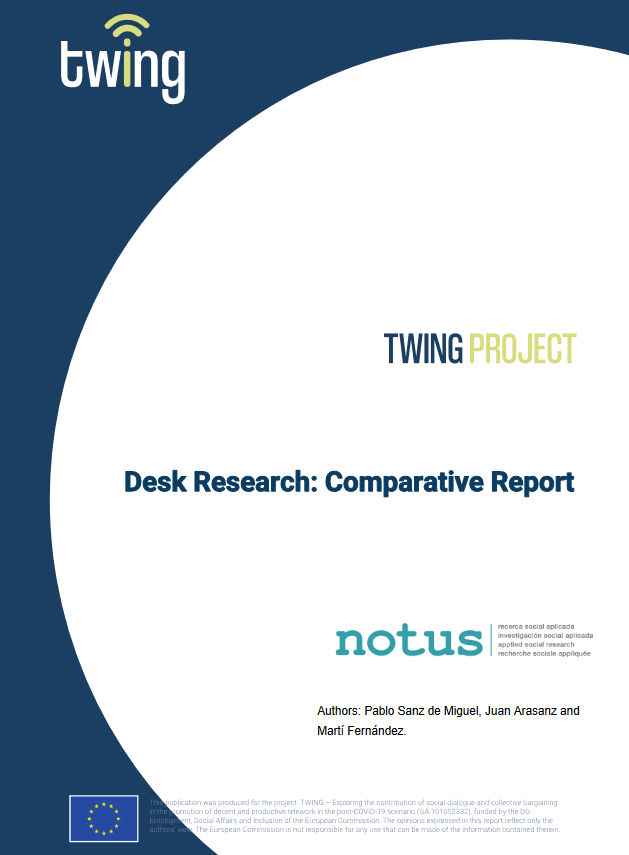 twing
TWING PROJECT
Desk Research: Comparative Report
notus
recerca social aplicada
investigación social aplicada
applied social research
recherche sociale appliquée
Authors: Pablo Sanz de Miguel, Juan Arasanz and
Martí Fernández.
This publication was produced for the project TWING – Exploring the contribution of social dialogue and collective bargaining
in the promotion of decent and productive telework in the post-COVID-19 scenario (GA 101052332), funded by the DG
Employment, Social Affairs and Inclusion of the European Commission. The opinions expressed in this report reflect only the
authors' view. The European Commission is not responsible for any use that can be made of the information contained therein.